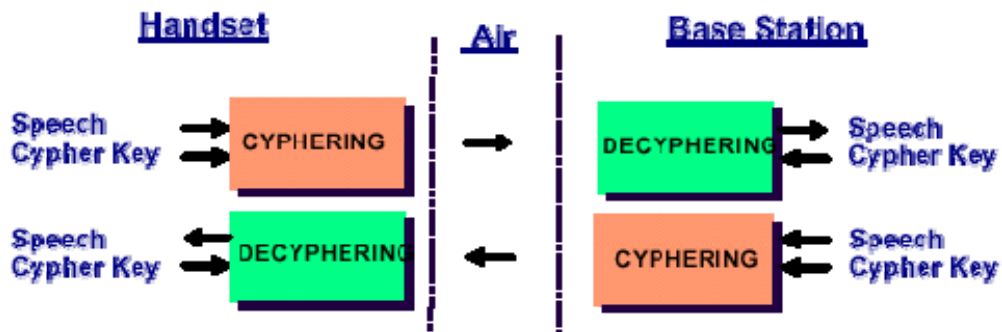 Handset
Air
Base Station
Speech
Cypher Key
CYPHERING
DECYPHERING
Speech
Cypher Key
Speech
Cypher Key
DECYPHERING
CYPHERING
Speech
Cypher Key